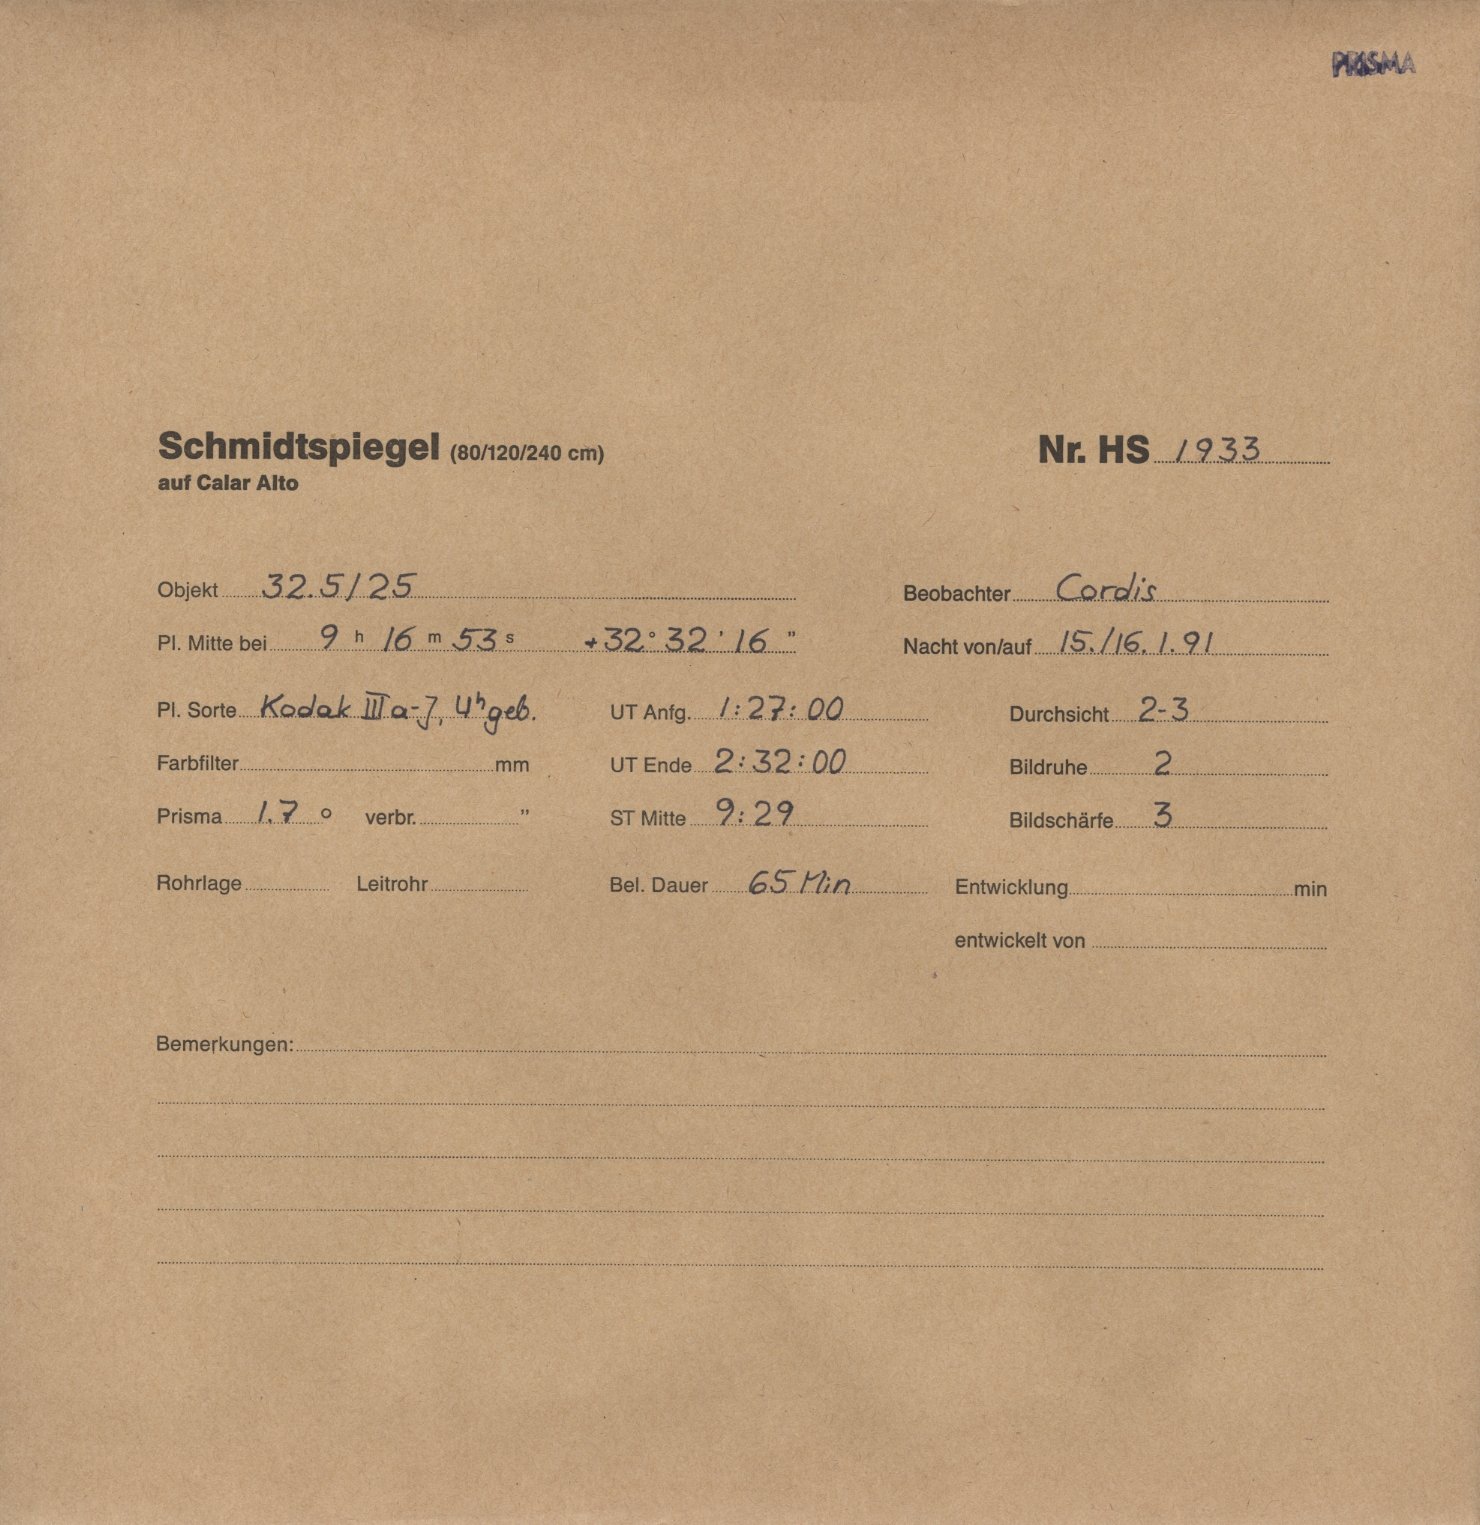 PRISMA
Schmidtspiegel (80/120/240 cm) Nr. HS 1933
auf Calar Alto
Objekt 32.5/25 Beobachter Cordis
Pl. Mitte bei 9 h 16 m 53 s +32° 32' 16 " Nacht von/auf 15./16.1.91
Pl. Sorte Kodak III a-J, 4h geb. UT Anfg. 1:27:00 Durchsicht 2-3
Farbfilter mm UT Ende 2:32:00 Bildruhe 2
Prisma 1.7 ° verbr. " ST Mitte 9:29 Bildschärfe 3
Rohrlage Leitrohr Bel. Dauer 65 Min Entwicklung min
entwickelt von
Bemerkungen: